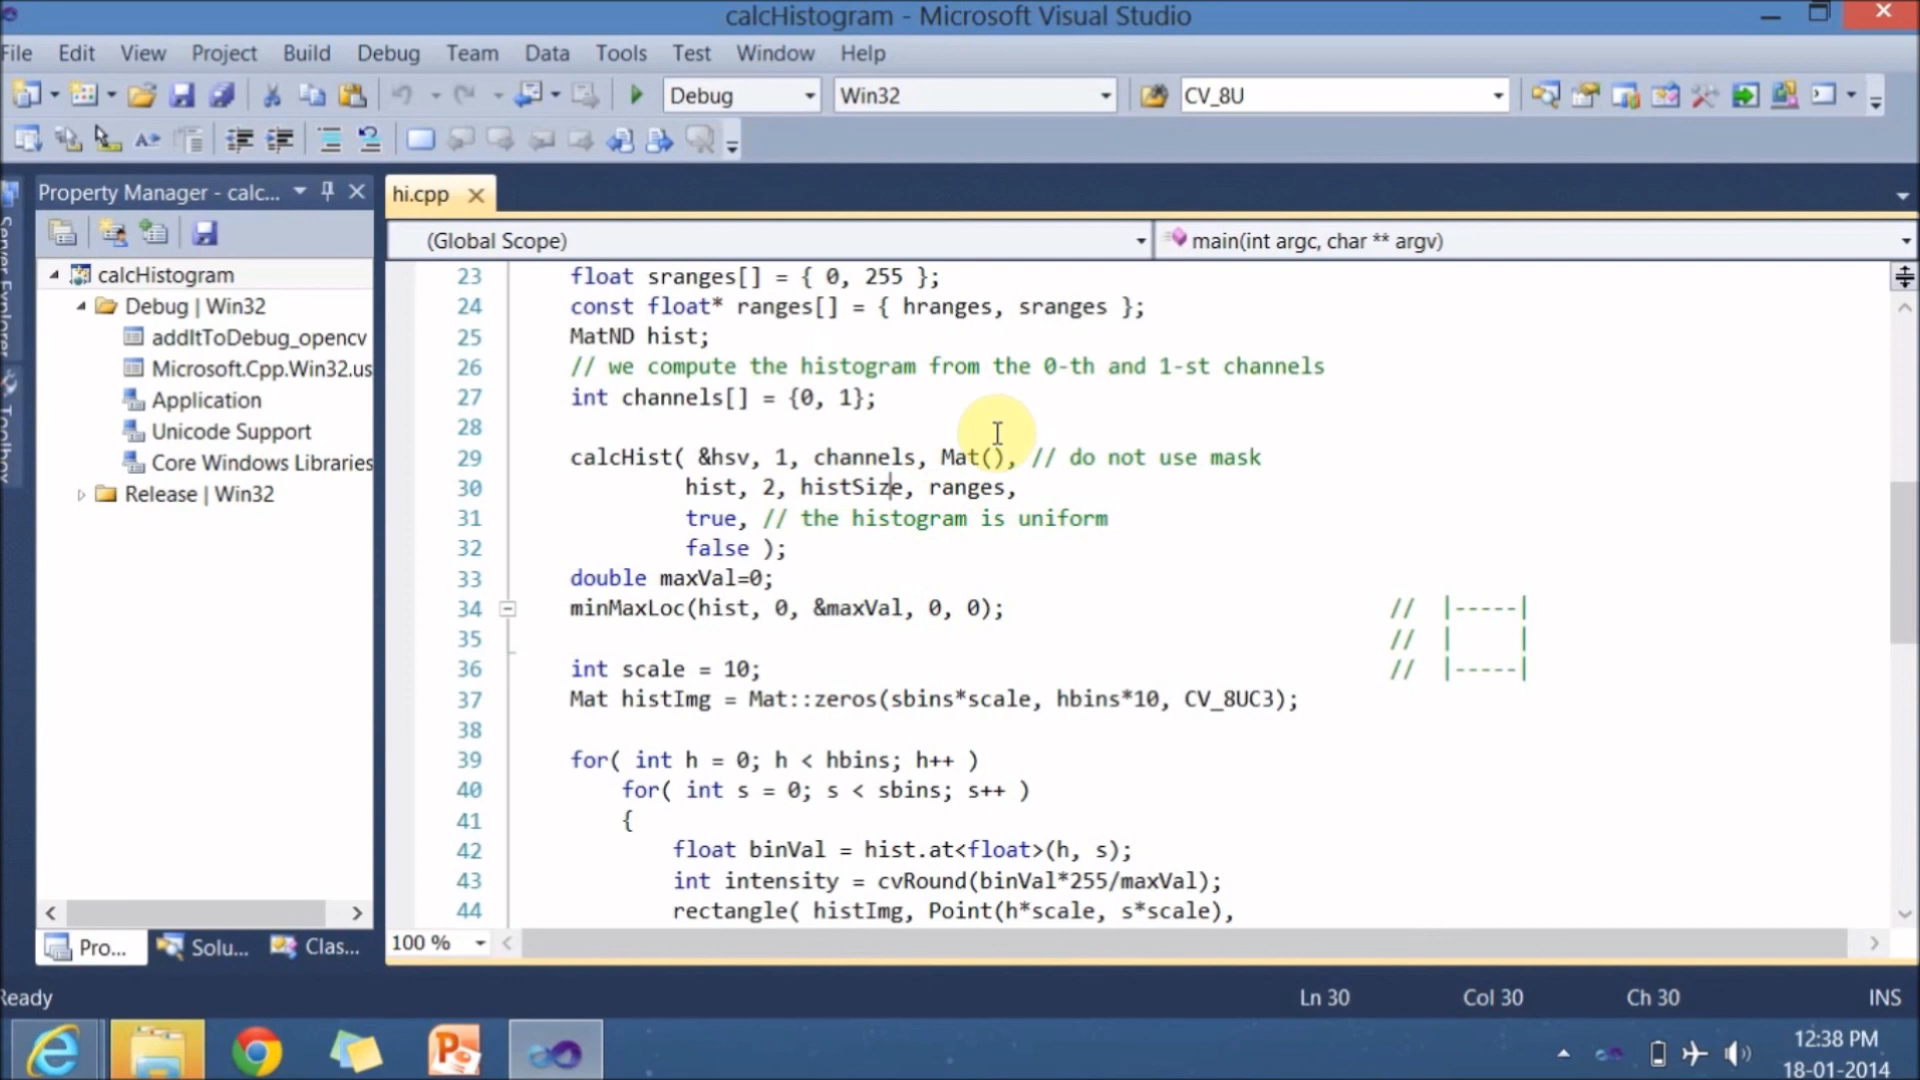 calcHistogram - Microsoft Visual Studio
File Edit View Project Build Debug Team Data Tools Test Window Help
Debug Win32 CV_8U
Server Explorer
Toolbox
Property Manager - calc...
calcHistogram
Debug | Win32
addItToDebug_opencv
Microsoft.Cpp.Win32.us
Application
Unicode Support
Core Windows Libraries
Release | Win32
Pro... Solu... Clas...
hi.cpp
(Global Scope) main(int argc, char ** argv)
23 float sranges[] = { 0, 255 };
24 const float* ranges[] = { hranges, sranges };
25 MatND hist;
26 // we compute the histogram from the 0-th and 1-st channels
27 int channels[] = {0, 1};
28
29 calcHist( &hsv, 1, channels, Mat(), // do not use mask
30 hist, 2, histSize, ranges,
31 true, // the histogram is uniform
32 false );
33 double maxVal=0;
34 minMaxLoc(hist, 0, &maxVal, 0, 0); // |-----|
35 // | |
36 int scale = 10; // |-----|
37 Mat histImg = Mat::zeros(sbins*scale, hbins*10, CV_8UC3);
38
39 for( int h = 0; h < hbins; h++ )
40 for( int s = 0; s < sbins; s++ )
41 {
42 float binVal = hist.at<float>(h, s);
43 int intensity = cvRound(binVal*255/maxVal);
44 rectangle( histImg, Point(h*scale, s*scale),
100 %
Ready Ln 30 Col 30 Ch 30 INS
12:38 PM
18-01-2014